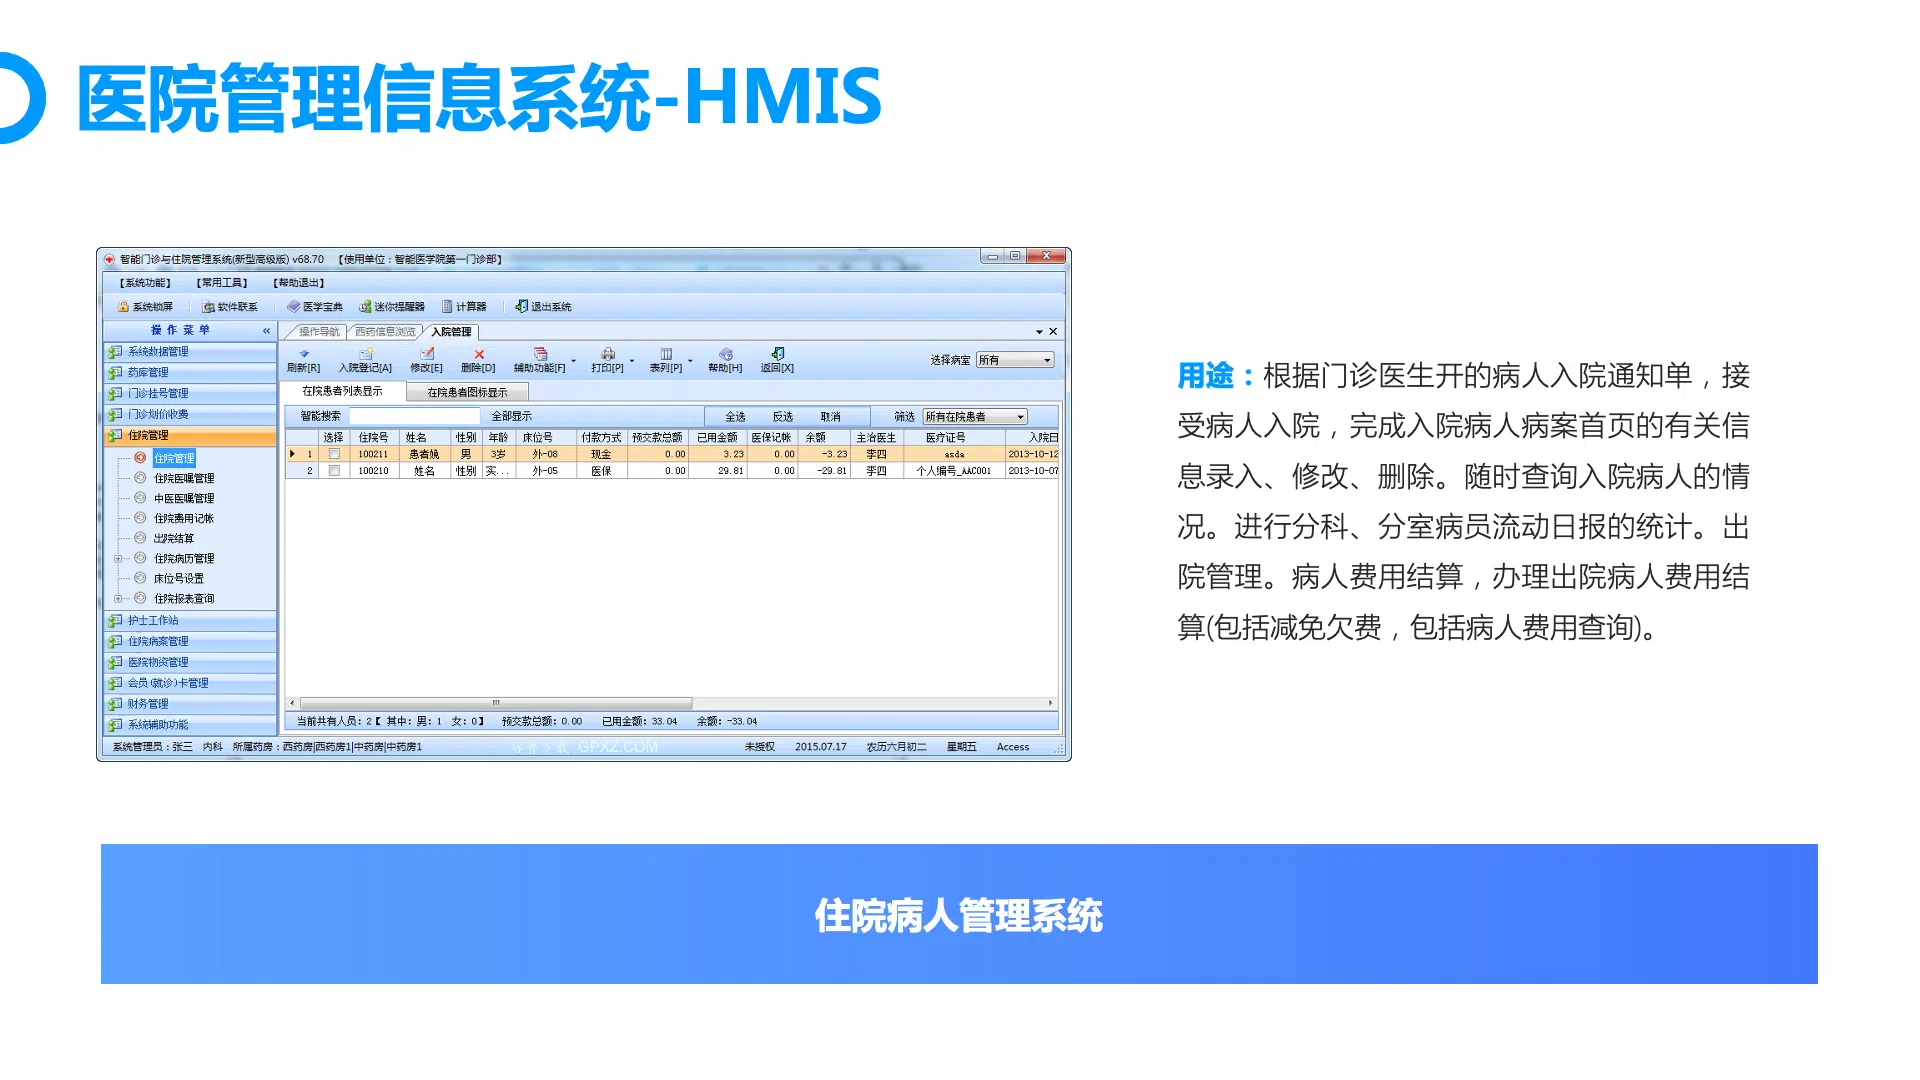 医院管理信息系统-HMIS
智能门诊与住院管理系统(新型高级版) v68.70 【使用单位：智能医学院第一门诊部】
【系统功能】 【常用工具】 【帮助退出】
系统锁屏 软件联系 医学宝典 迷你提醒器 计算器 退出系统
操 作 菜 单 «
系统数据管理
药库管理
门诊挂号管理
门诊划价收费
住院管理
住院管理
住院医嘱管理
中医医嘱管理
住院费用记帐
出院结算
住院病历管理
床位号设置
住院报表查询
护士工作站
住院病案管理
医院物资管理
会员(就诊)卡管理
财务管理
系统辅助功能
操作导航 西药信息浏览 入院管理
刷新[R] 入院登记[A] 修改[E] 删除[D] 辅助功能[F] 打印[P] 表列[P] 帮助[H] 返回[X] 选择病室 所有
在院患者列表显示 在院患者图标显示
智能搜索 全部显示 全选 反选 取消 筛选 所有在院患者
选择 住院号 姓名 性别 年龄 床位号 付款方式 预交款总额 已用金额 医保记帐 余额 主治医生 医疗证号 入院日
1 100211 患者姚 男 3岁 外-08 现金 0.00 3.23 0.00 -3.23 李四 asda 2013-10-12
2 100210 姓名 性别 实... 外-05 医保 0.00 29.81 0.00 -29.81 李四 个人编号_AAC001 2013-10-07
当前共有人员: 2【 其中: 男: 1 女: 0】 预交款总额: 0.00 已用金额: 33.04 余额: -33.04
系统管理员：张三 内科 所属药房：西药房|西药房1|中药房|中药房1 GPXZ.COM 未授权 2015.07.17 农历六月初二 星期五 Access
用途：根据门诊医生开的病人入院通知单，接
受病人入院，完成入院病人病案首页的有关信
息录入、修改、删除。随时查询入院病人的情
况。进行分科、分室病员流动日报的统计。出
院管理。病人费用结算，办理出院病人费用结
算(包括减免欠费，包括病人费用查询)。
住院病人管理系统